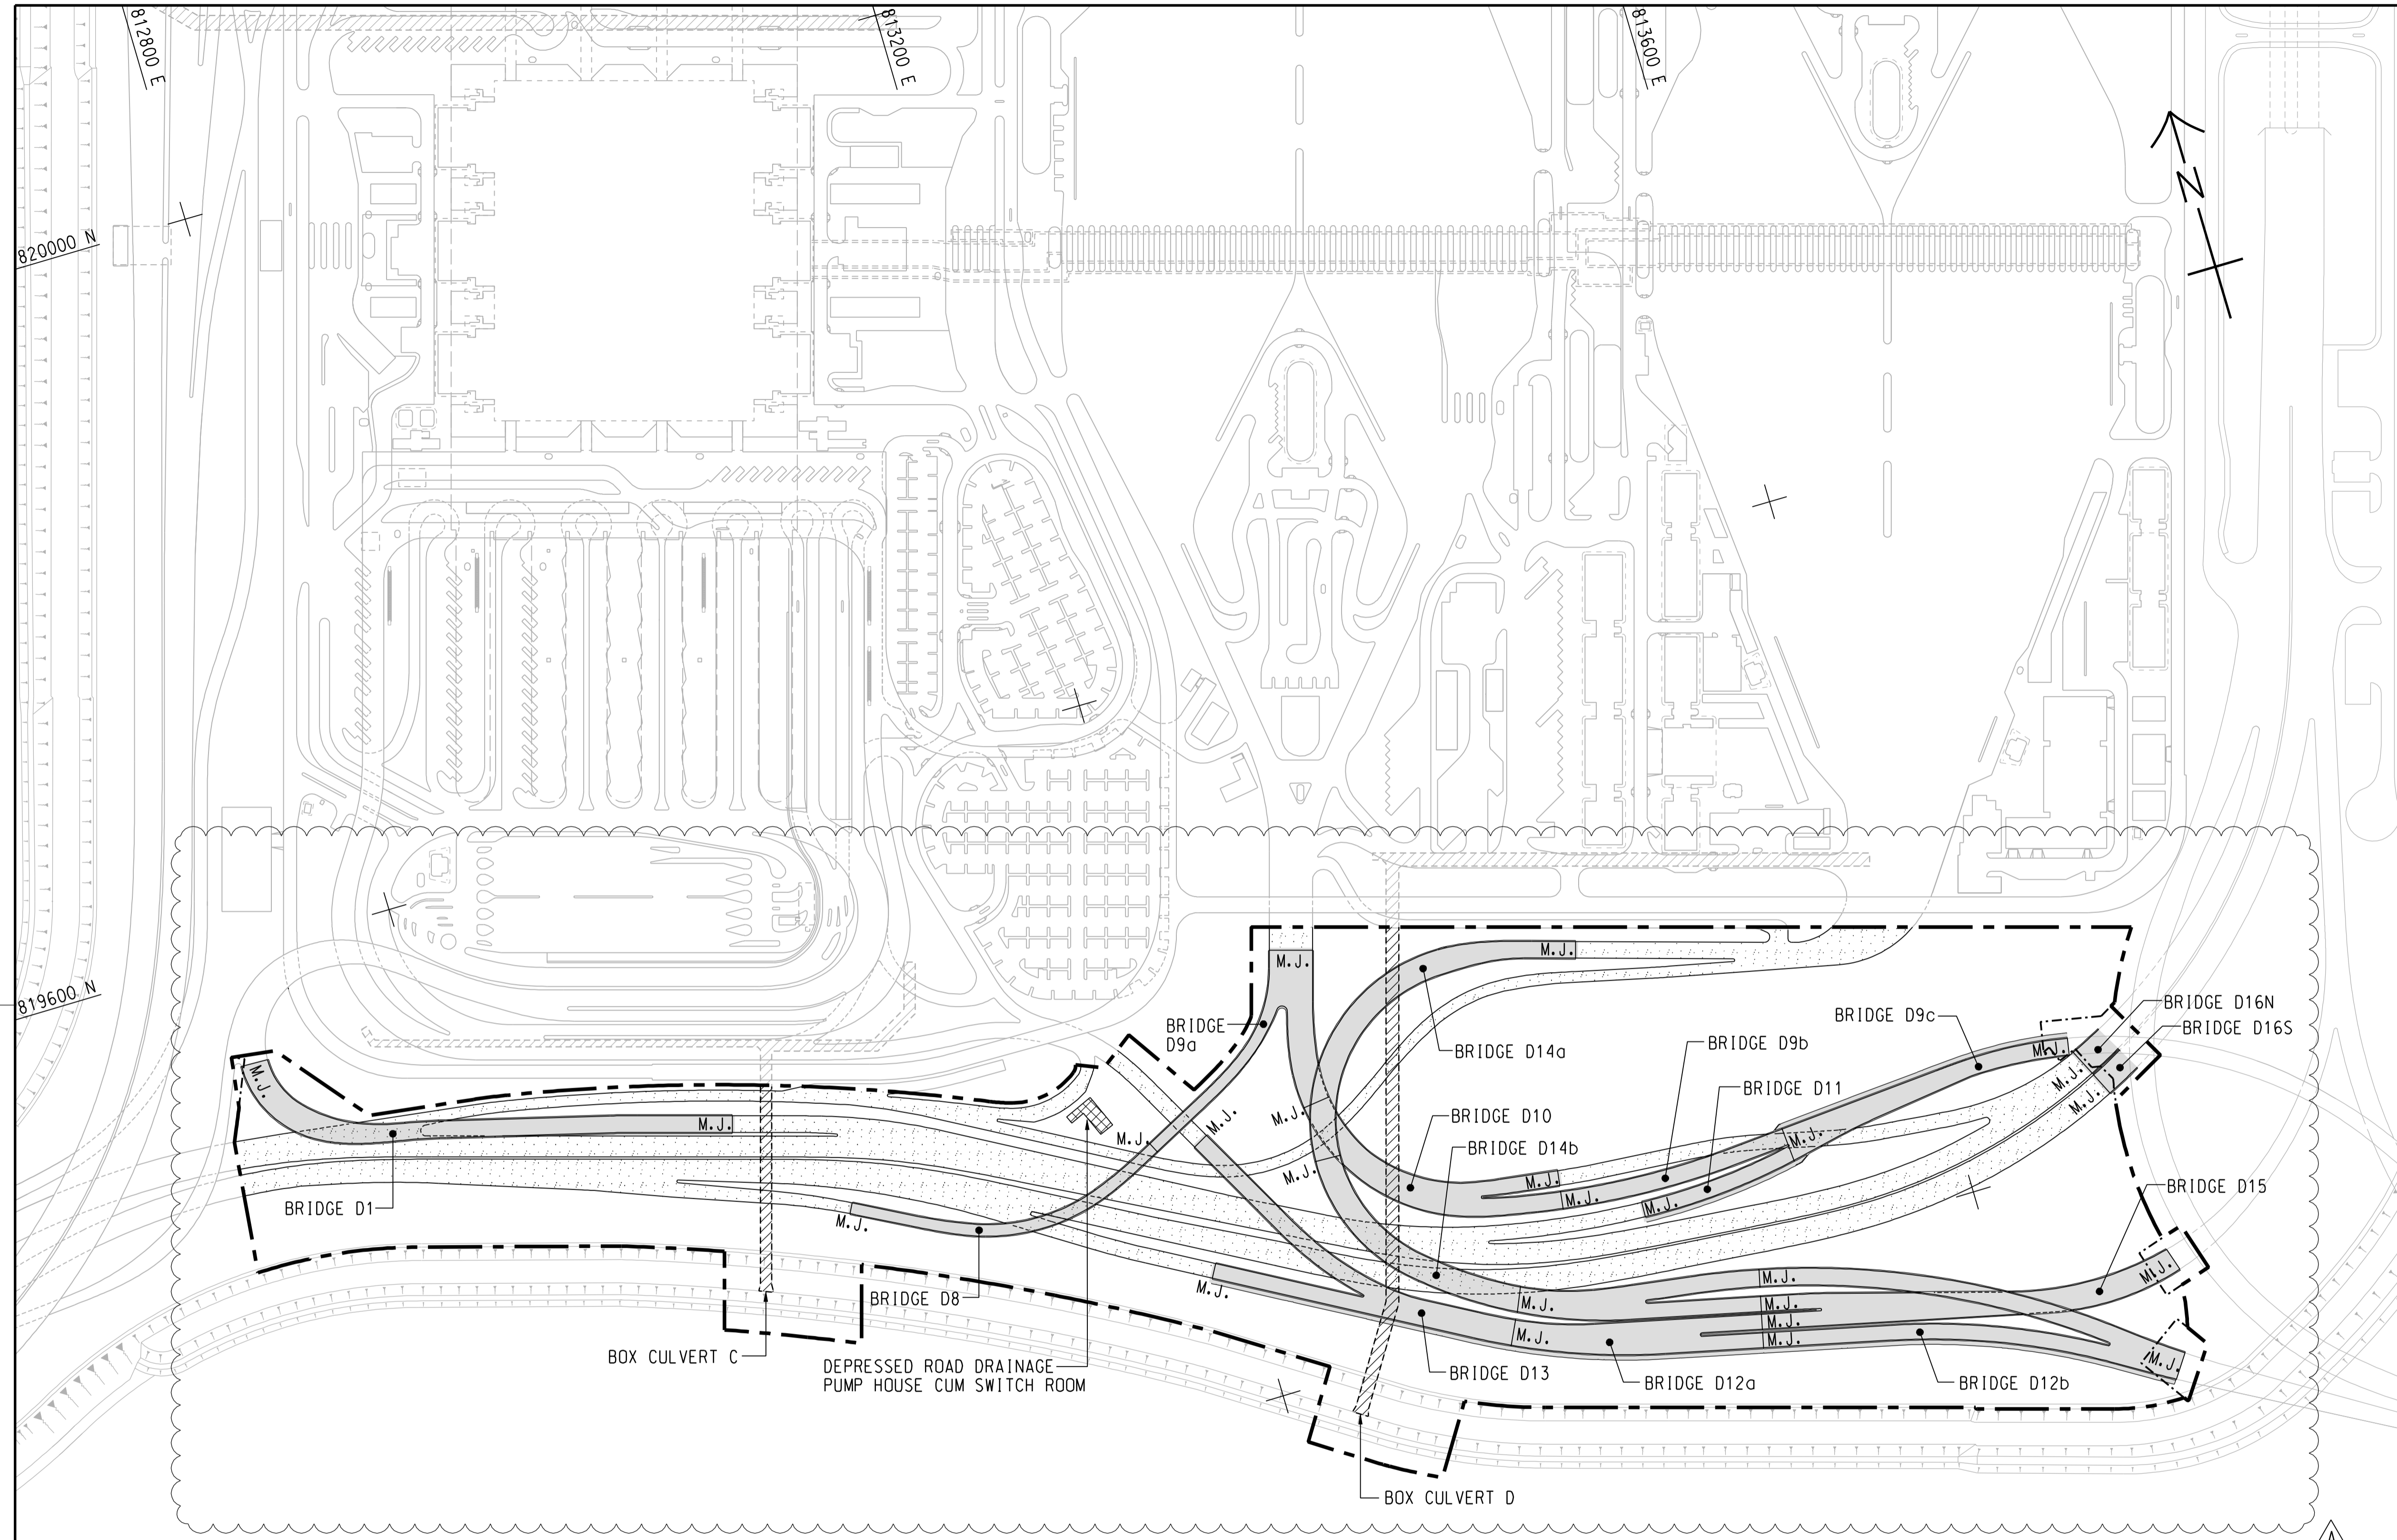 812800 E
813200 E
813600 E
N
820000 N
819600 N
M.J.
M.J.
BRIDGE D16N
BRIDGE D16S
BRIDGE D9c
BRIDGE
D9a
BRIDGE D14a
BRIDGE D9b
M.J.
M.J.
M.J.
M.J.
BRIDGE D11
M.J.
M.J.
M.J.
M.J.
BRIDGE D10
M.J.
M.J.
BRIDGE D14b
M.J.
M.J.
M.J.
M.J.
BRIDGE D15
BRIDGE D1
M.J.
M.J.
M.J.
M.J.
BRIDGE D8
M.J.
M.J.
M.J.
M.J.
M.J.
BOX CULVERT C
DEPRESSED ROAD DRAINAGE
PUMP HOUSE CUM SWITCH ROOM
M.J.
BRIDGE D13
BRIDGE D12a
BRIDGE D12b
BOX CULVERT D
A